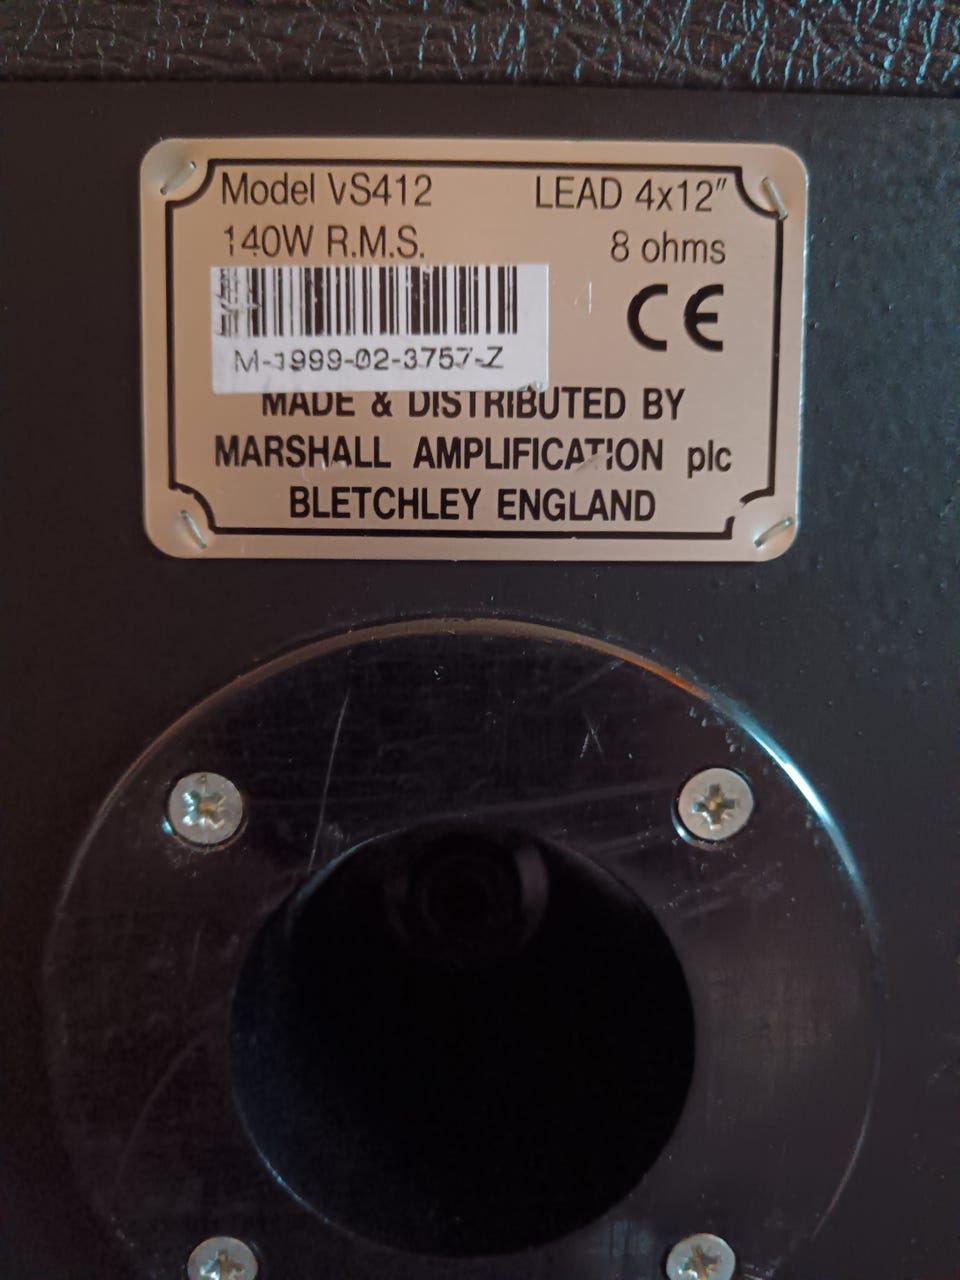 Model VS412 LEAD 4x12"
140W R.M.S. 8 ohms
CE
M-1999-02-3757-Z
MADE & DISTRIBUTED BY
MARSHALL AMPLIFICATION plc
BLETCHLEY ENGLAND